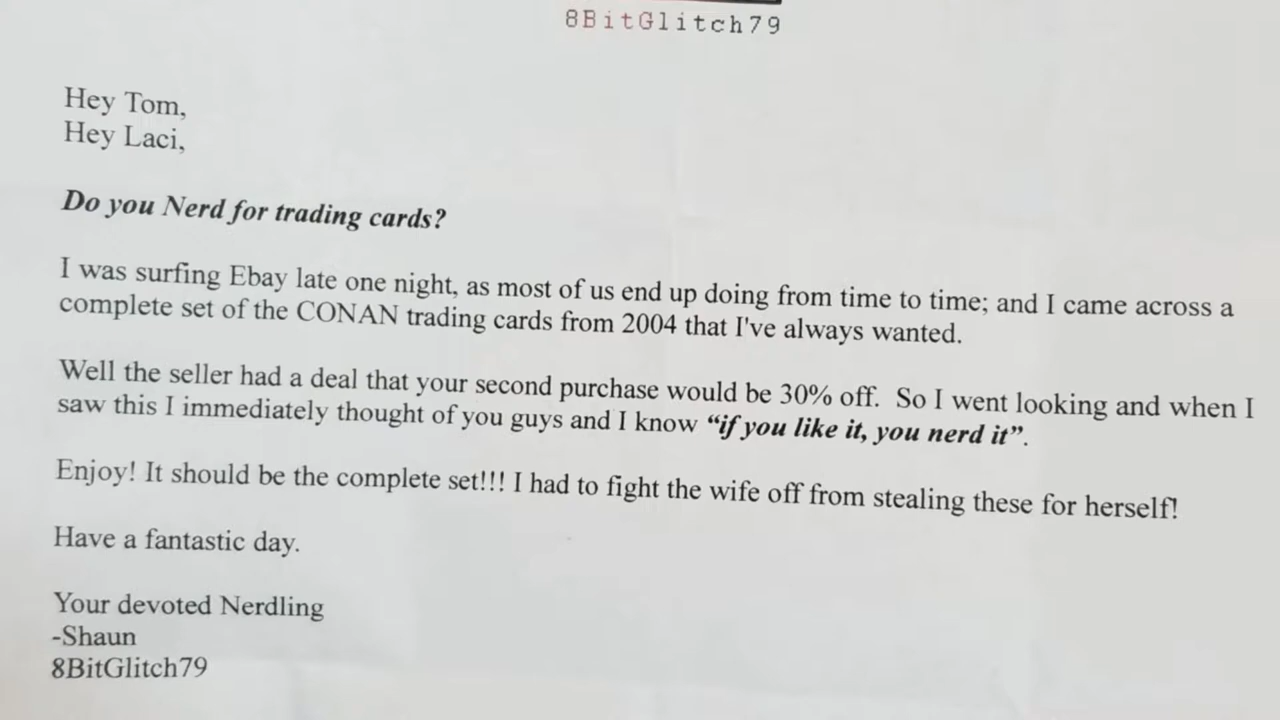 8BitGlitch79
Hey Tom,
Hey Laci,
Do you Nerd for trading cards?
I was surfing Ebay late one night, as most of us end up doing from time to time; and I came across a
complete set of the CONAN trading cards from 2004 that I've always wanted.
Well the seller had a deal that your second purchase would be 30% off.  So I went looking and when I
saw this I immediately thought of you guys and I know “if you like it, you nerd it”.
Enjoy! It should be the complete set!!! I had to fight the wife off from stealing these for herself!
Have a fantastic day.
Your devoted Nerdling
-Shaun
8BitGlitch79